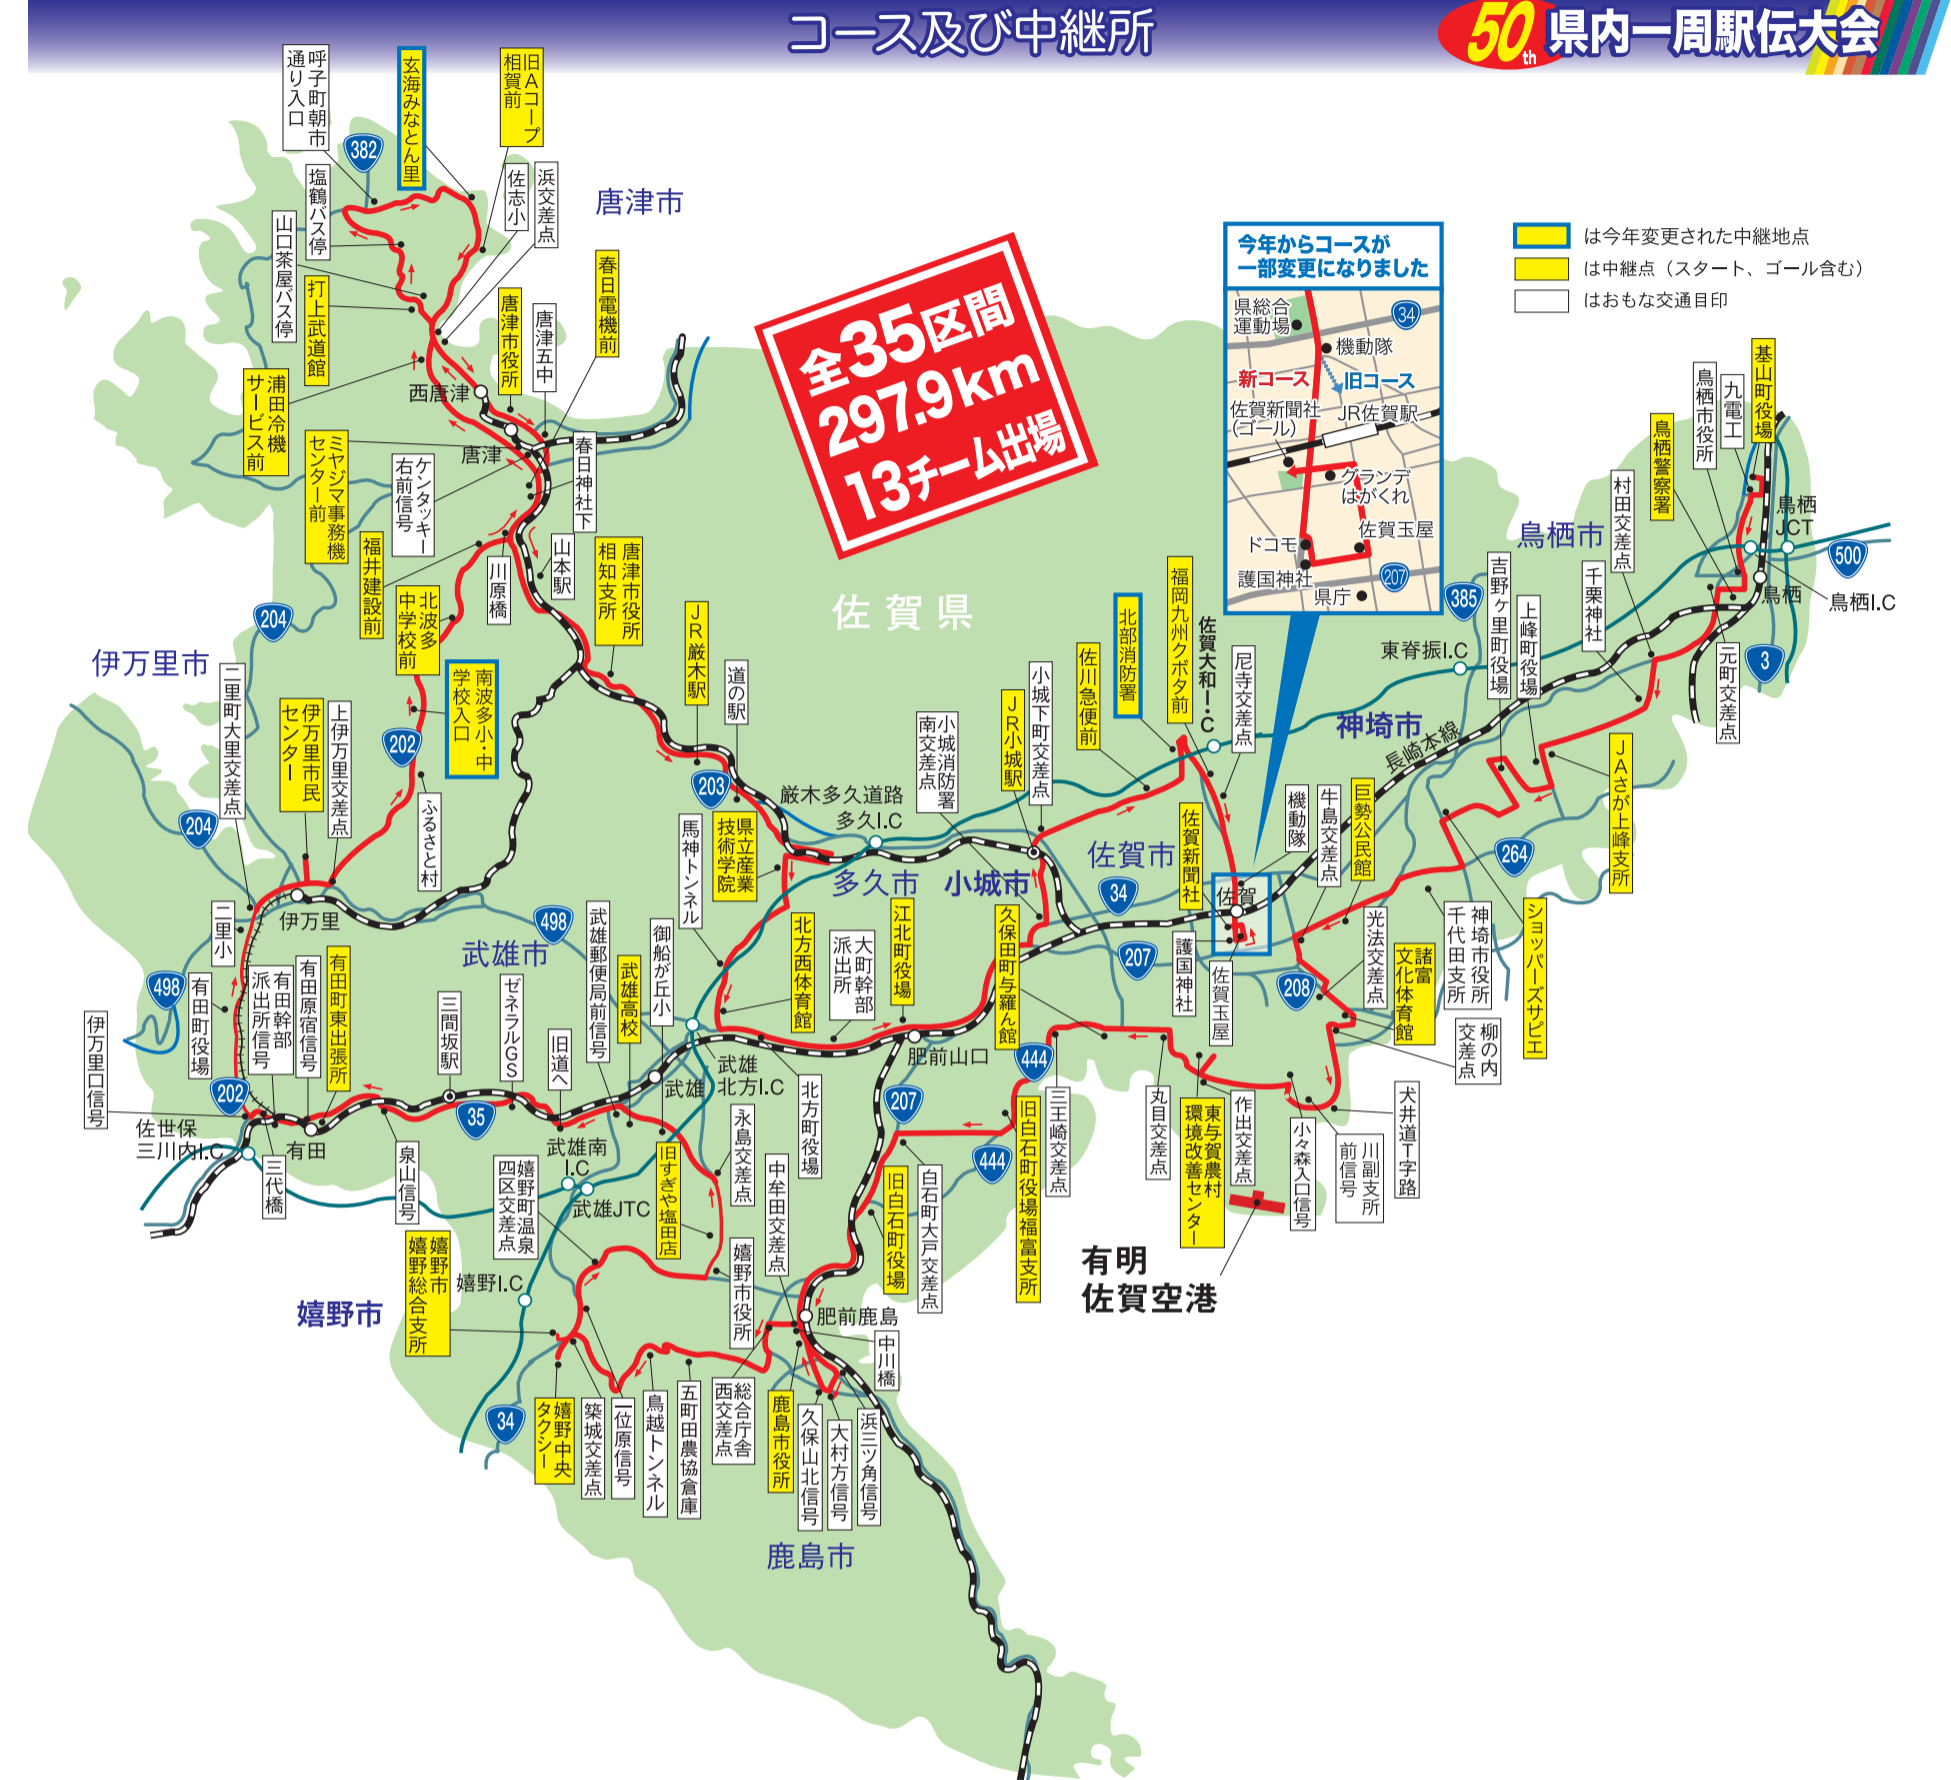 コース及び中継所
50th 県内一周駅伝大会
呼子町朝市
通り入口
382
玄海みなとん里
旧Aコープ
相賀前
塩鶴バス停
佐志小
浜交差点
唐津市
山口茶屋バス停
打上武道館
唐津市役所
唐津五中
春日電機前
浦田冷機
サービス前
西唐津
唐津
ミヤジマ事務機
センター前
ケンタッキー
右前信号
春日神社下
福井建設前
川原橋
山本駅
唐津市役所
相知支所
北波多
中学校前
204
南波多小・中
学校入口
全35区間
297.9km
13チーム出場
佐賀県
今年からコースが
一部変更になりました
県総合
運動場
34
機動隊
新コース
旧コース
佐賀新聞社
(ゴール)
JR佐賀駅
グランデ
はがくれ
佐賀玉屋
ドコモ
護国神社
207
県庁
は今年変更された中継地点
は中継点（スタート、ゴール含む）
はおもな交通目印
基山町役場
九電工
鳥栖市役所
鳥栖警察署
村田交差点
鳥栖
JCT
鳥栖市
500
千栗神社
鳥栖
鳥栖I.C
3
元町交差点
吉野ヶ里町役場
上峰町役場
385
東脊振I.C
神埼市
長崎本線
JAさが上峰支所
264
福岡九州クボタ前
佐賀大和I・C
尼寺交差点
北部消防署
佐川急便前
小城下町交差点
JR小城駅
小城消防署
南交差点
JR厳木駅
道の駅
203
厳木多久道路
多久I.C
県立産業
技術学院
馬神トンネル
多久市
小城市
佐賀市
34
佐賀新聞社
佐賀
機動隊
牛島交差点
巨勢公民館
伊万里市
二里町大里交差点
伊万里市民
センター
上伊万里交差点
202
ふるさと村
204
伊万里
498
二里小
498
有田町役場
有田幹部
派出所信号
有田原宿信号
有田町東出張所
武雄市
三間坂駅
ゼネラルGS
旧道へ
武雄郵便局前信号
武雄高校
御船が丘小
北方西体育館
大町幹部
派出所
江北町役場
久保田町与羅ん館
207
護国神社
佐賀玉屋
208
光法交差点
諸富
文化体育館
神埼市役所
千代田支所
ショッパーズサピエ
柳の内
交差点
伊万里口信号
202
佐世保
三川内I.C
有田
三代橋
35
泉山信号
武雄南
I.C
武雄
武雄
北方I.C
北方町役場
肥前山口
444
207
444
三王崎交差点
丸目交差点
東与賀農村
環境改善センター
作出交差点
小々森入口信号
川副支所
前信号
犬井道T字路
嬉野町温泉
四区交差点
武雄JTC
旧すぎや塩田店
永島交差点
嬉野市役所
中牟田交差点
旧白石町役場
白石町大戸交差点
旧白石町役場福富支所
有明
佐賀空港
嬉野市
嬉野総合支所
嬉野I.C
嬉野市
肥前鹿島
中川橋
34
嬉野中央
タクシー
築城交差点
一位原信号
鳥越トンネル
五町田農協倉庫
総合庁舎
西交差点
鹿島市役所
久保山北信号
大村方信号
浜三ツ角信号
鹿島市